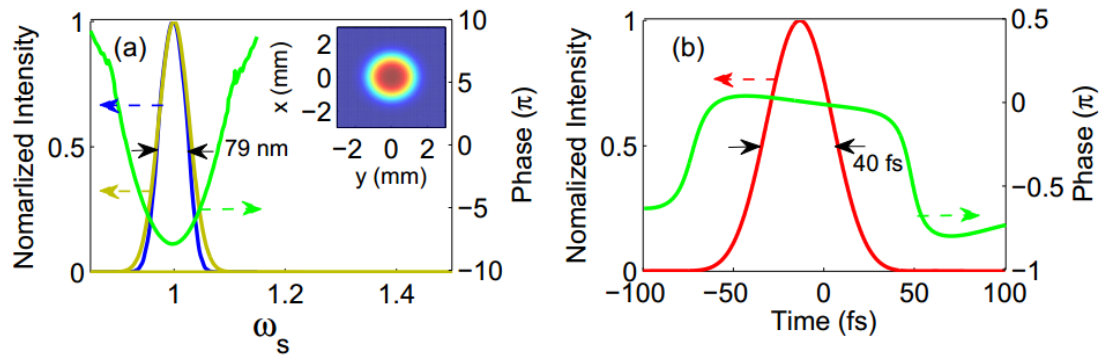 (a)
Nomarlized Intensity
1
0.5
0
1
1.2
1.4
ω_s
10
5
0
−5
−10
Phase (π)
79 nm
x (mm)
2
0
−2
−2 0 2
y (mm)
(b)
Nomalized Intensity
1
0.5
0
−100
−50
0
50
100
Time (fs)
0.5
0
−0.5
−1
Phase (π)
40 fs